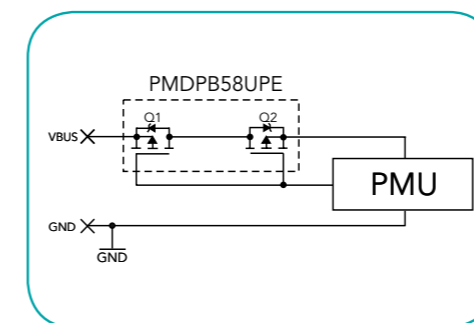 PMDPB58UPE
Q1 Q2
VBUS
PMU
GND
GND